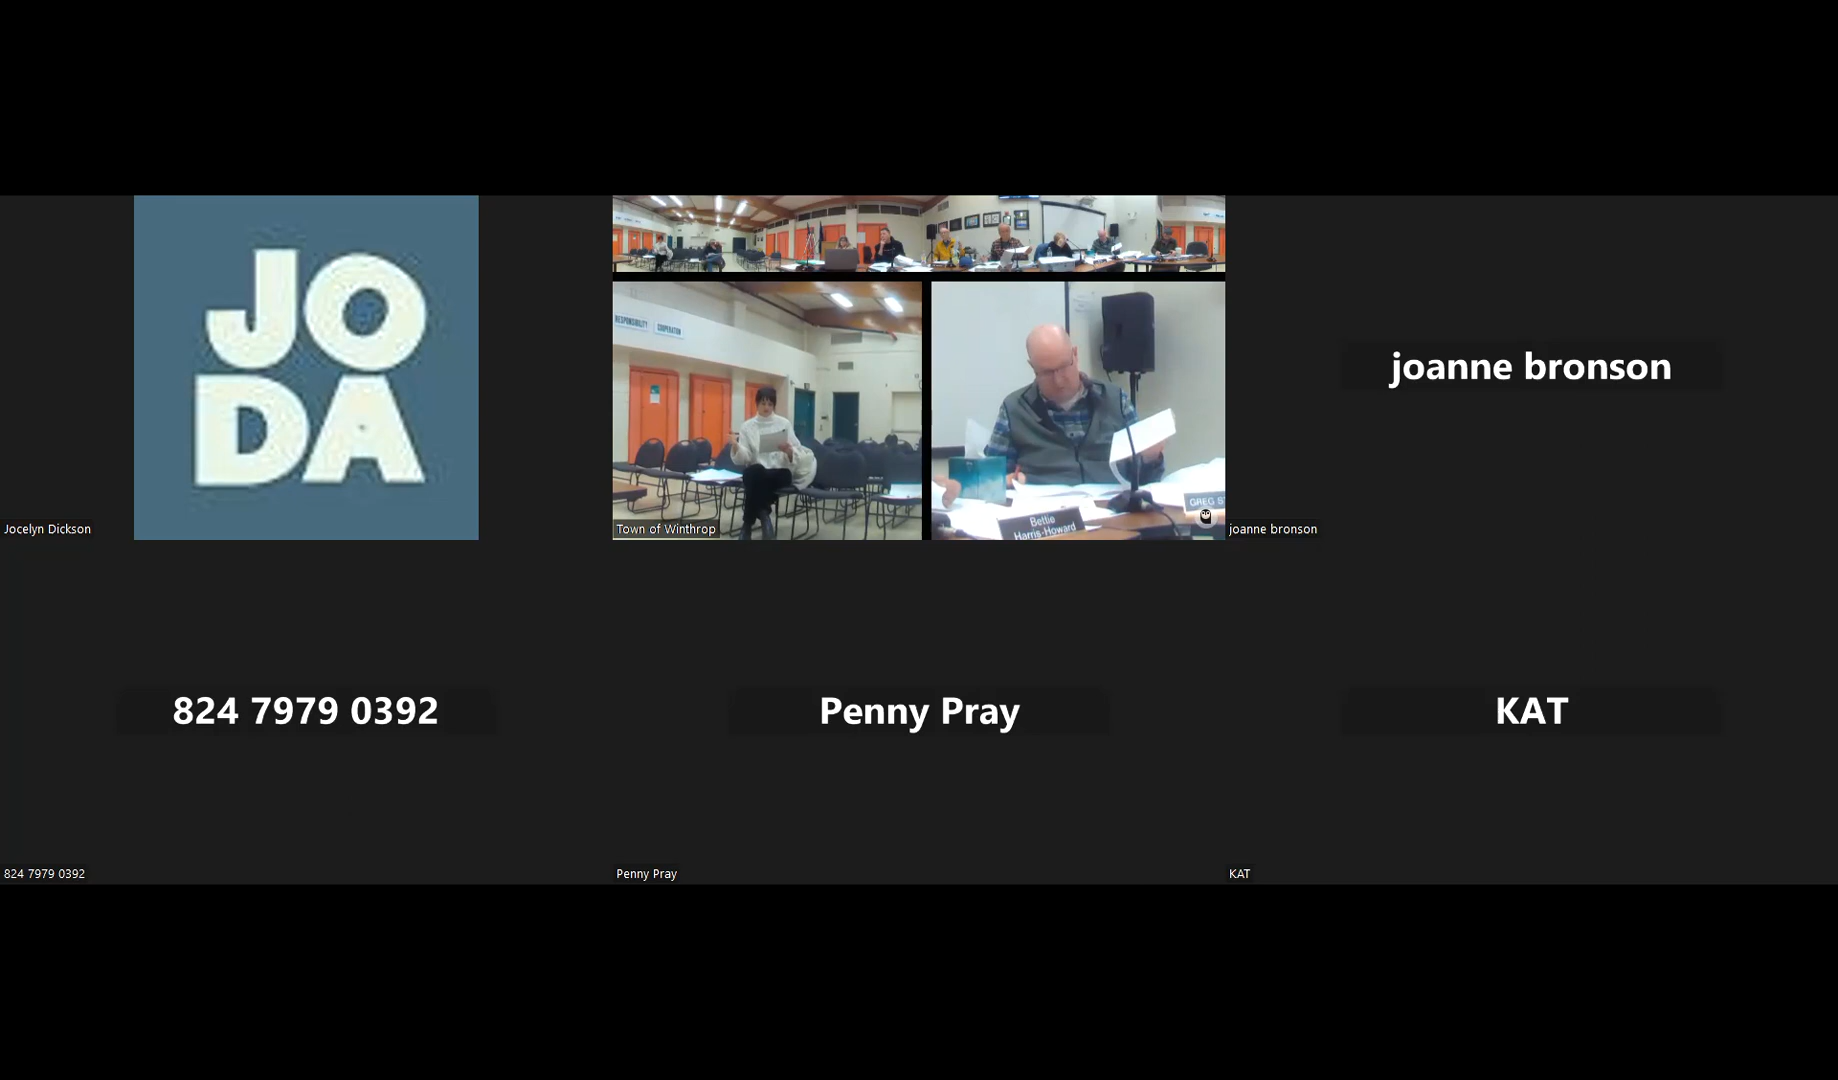 JO
DA
Jocelyn Dickson
RESPONSIBILITY
COOPERATION
Town of Winthrop
Bettie
Harris-Howard
GREG S
joanne bronson
joanne bronson
824 7979 0392
824 7979 0392
Penny Pray
Penny Pray
KAT
KAT